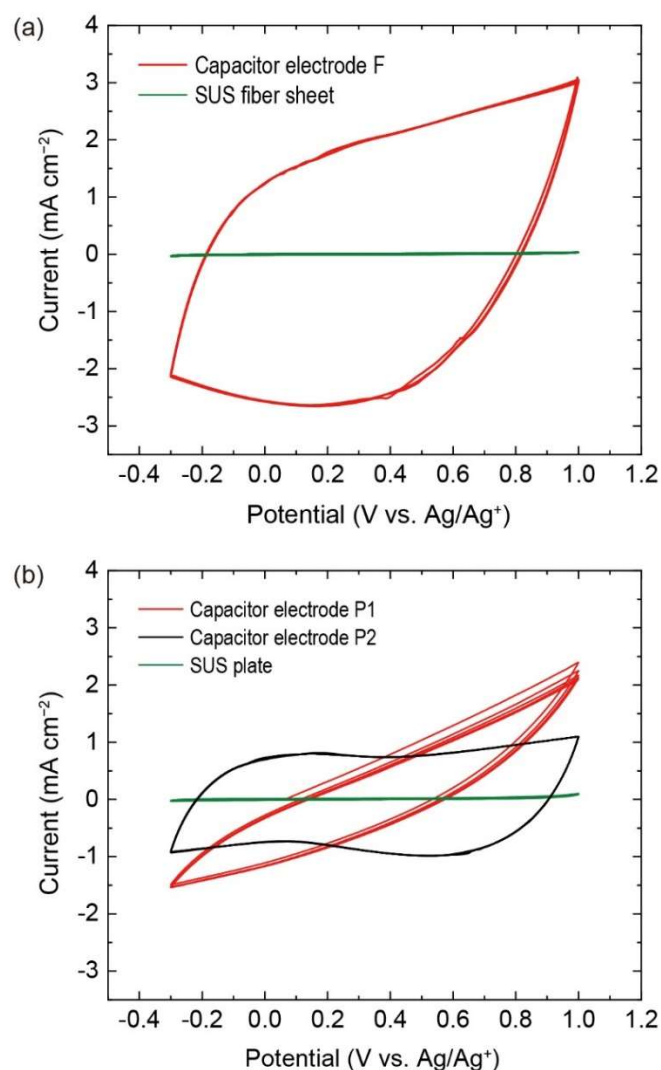 (a)
4
3
2
1
0
-1
-2
-3
Current (mA cm⁻²)
Capacitor electrode F
SUS fiber sheet
-0.4 -0.2 0.0 0.2 0.4 0.6 0.8 1.0 1.2
Potential (V vs. Ag/Ag⁺)
(b)
4
3
2
1
0
-1
-2
-3
Current (mA cm⁻²)
Capacitor electrode P1
Capacitor electrode P2
SUS plate
-0.4 -0.2 0.0 0.2 0.4 0.6 0.8 1.0 1.2
Potential (V vs. Ag/Ag⁺)